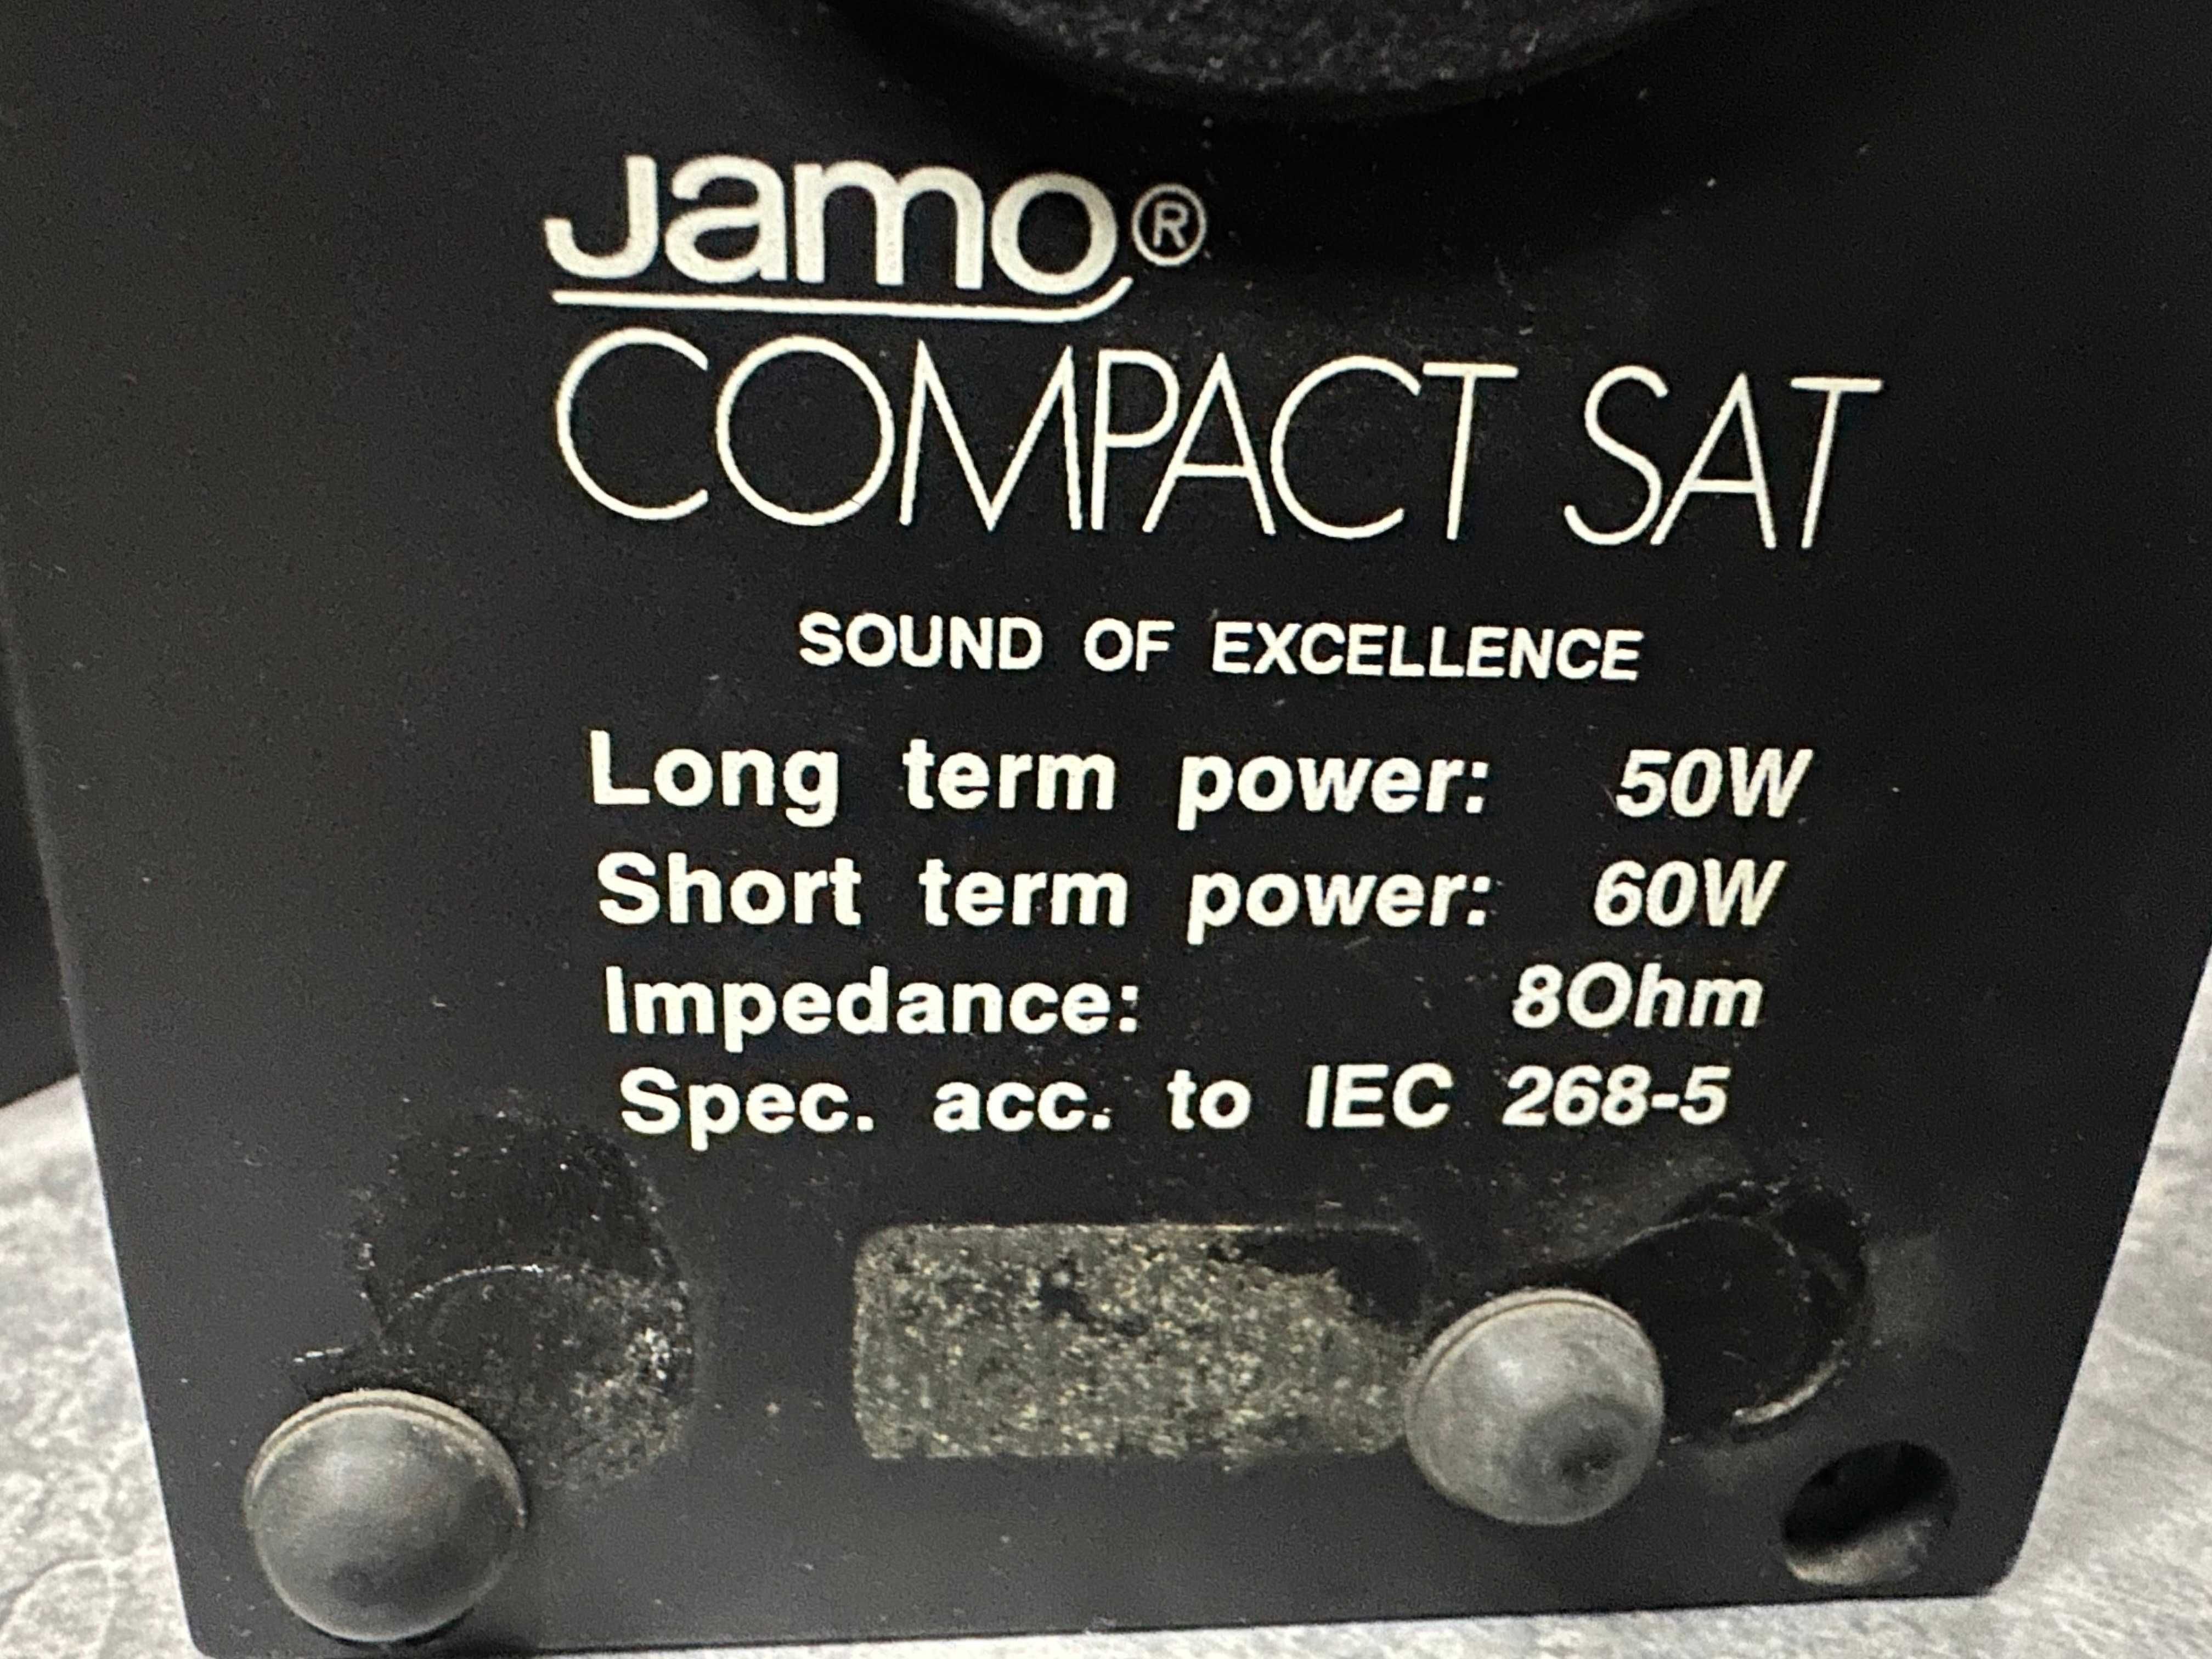 Jamo®
COMPACT SAT
SOUND OF EXCELLENCE
Long term power: 50W
Short term power: 60W
Impedance: 8Ohm
Spec. acc. to IEC 268-5